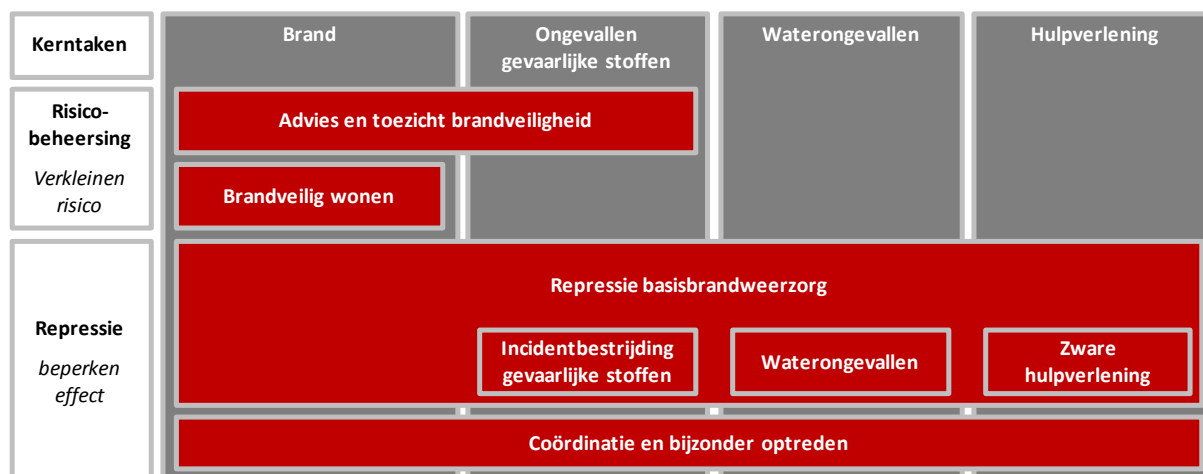 Kerntaken
Brand
Ongevallen
gevaarlijke stoffen
Waterongevallen
Hulpverlening
Risico-
beheersing
Verkleinen
risico
Advies en toezicht brandveiligheid
Brandveilig wonen
Repressie
beperken
effect
Repressie basisbrandweerzorg
Incidentbestrijding
gevaarlijke stoffen
Waterongevallen
Zware
hulpverlening
Coördinatie en bijzonder optreden